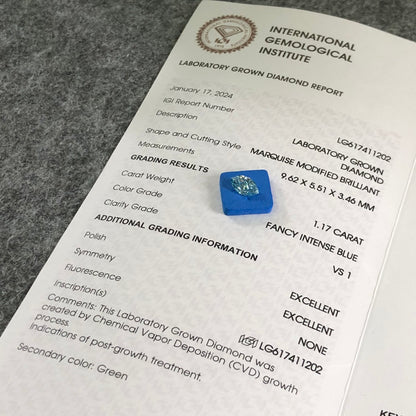 INTERNATIONAL
GEMOLOGICAL
INSTITUTE
LABORATORY GROWN DIAMOND REPORT
January 17, 2024
IGI Report Number LG617411202
Description LABORATORY GROWN
DIAMOND
Shape and Cutting Style MARQUISE MODIFIED BRILLIANT
Measurements 9.62 X 5.51 X 3.46 MM
GRADING RESULTS
Carat Weight 1.17 CARAT
Color Grade FANCY INTENSE BLUE
Clarity Grade VS 1
ADDITIONAL GRADING INFORMATION
Polish EXCELLENT
Symmetry EXCELLENT
Fluorescence NONE
Inscription(s) IGI LG617411202
Comments: This Laboratory Grown Diamond was
created by Chemical Vapor Deposition (CVD) growth
process.
Indications of post-growth treatment.
Secondary color: Green